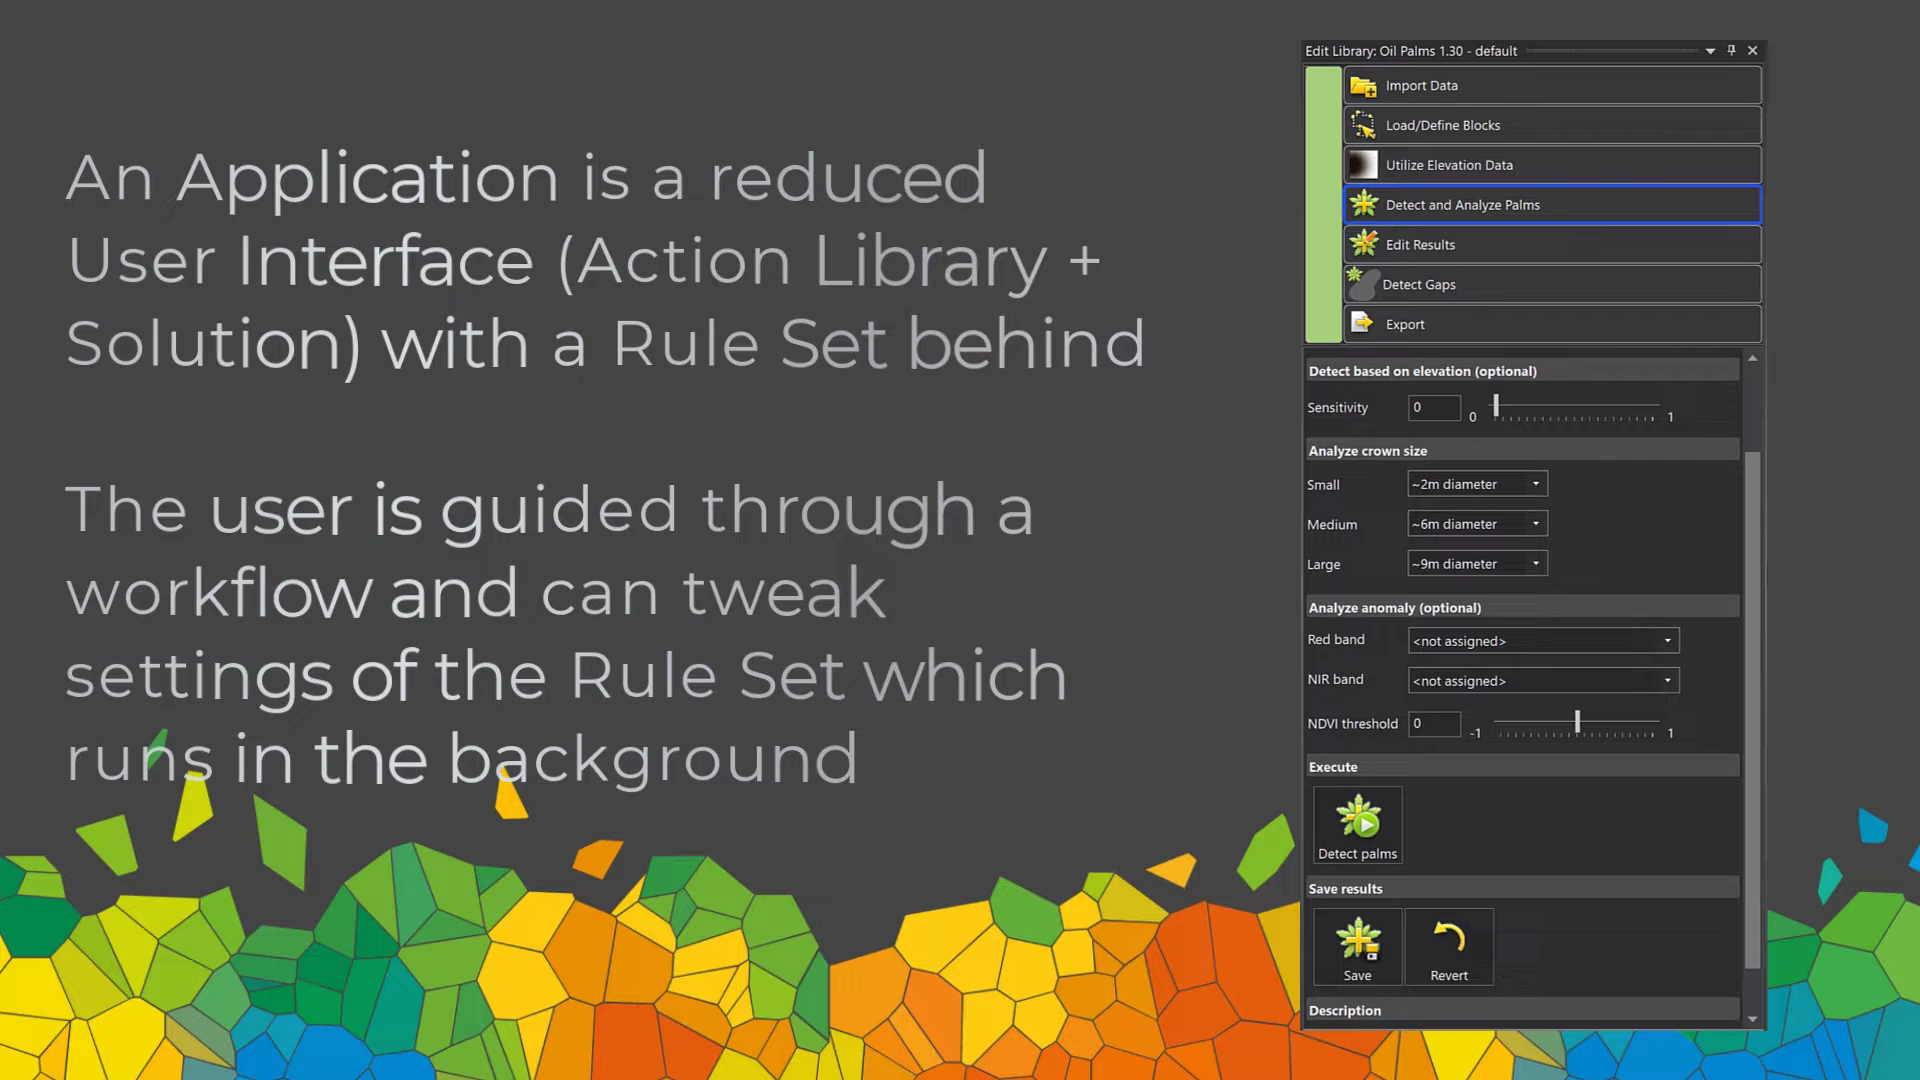 An Application is a reduced
User Interface (Action Library +
Solution) with a Rule Set behind
The user is guided through a
workflow and can tweak
settings of the Rule Set which
runs in the background
Edit Library: Oil Palms 1.30 - default
Import Data
Load/Define Blocks
Utilize Elevation Data
Detect and Analyze Palms
Edit Results
Detect Gaps
Export
Detect based on elevation (optional)
Sensitivity 0 0 1
Analyze crown size
Small ~2m diameter
Medium ~6m diameter
Large ~9m diameter
Analyze anomaly (optional)
Red band <not assigned>
NIR band <not assigned>
NDVI threshold 0 -1 1
Execute
Detect palms
Save results
Save Revert
Description